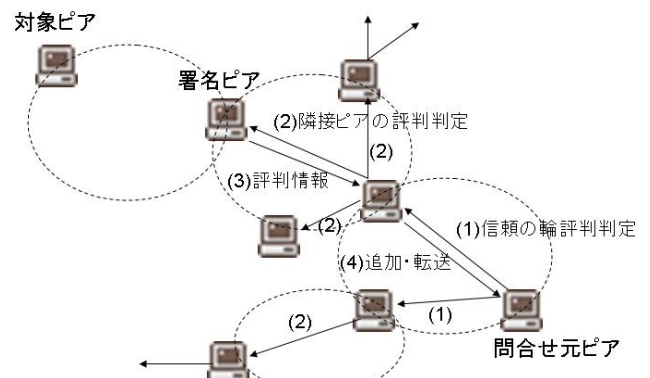 対象ピア
署名ピア
(2)隣接ピアの評判判定
(2)
(3)評判情報
(2)
(1)信頼の輪評判判定
(4)追加・転送
(1)
(2)
問合せ元ピア